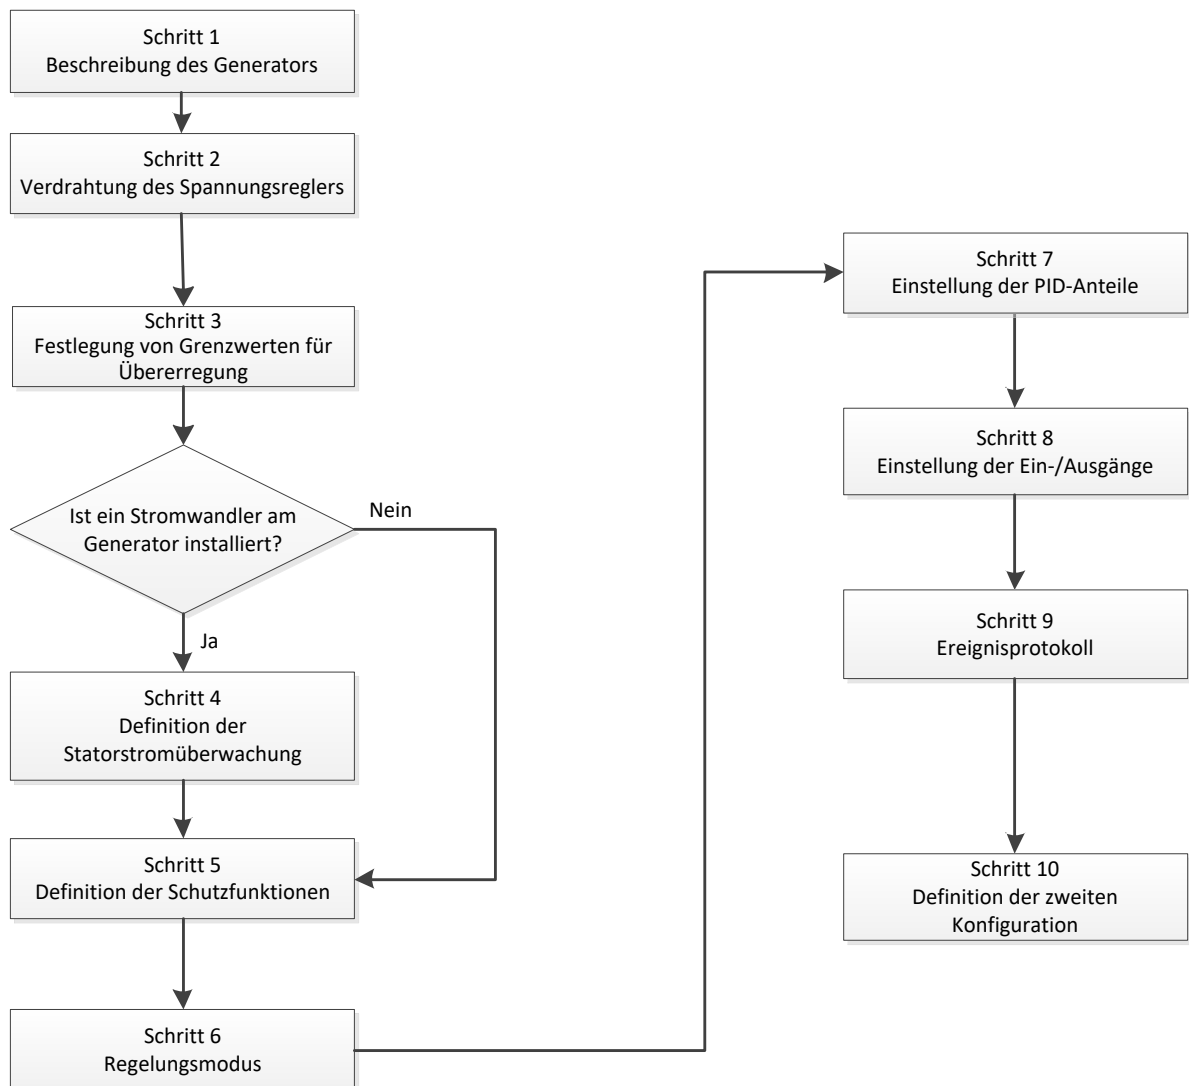 Schritt 1
Beschreibung des Generators
Schritt 2
Verdrahtung des Spannungsreglers
Schritt 3
Festlegung von Grenzwerten für
Übererregung
Ist ein Stromwandler am
Generator installiert?
Nein
Ja
Schritt 4
Definition der
Statorstromüberwachung
Schritt 5
Definition der Schutzfunktionen
Schritt 6
Regelungsmodus
Schritt 7
Einstellung der PID-Anteile
Schritt 8
Einstellung der Ein-/Ausgänge
Schritt 9
Ereignisprotokoll
Schritt 10
Definition der zweiten
Konfiguration